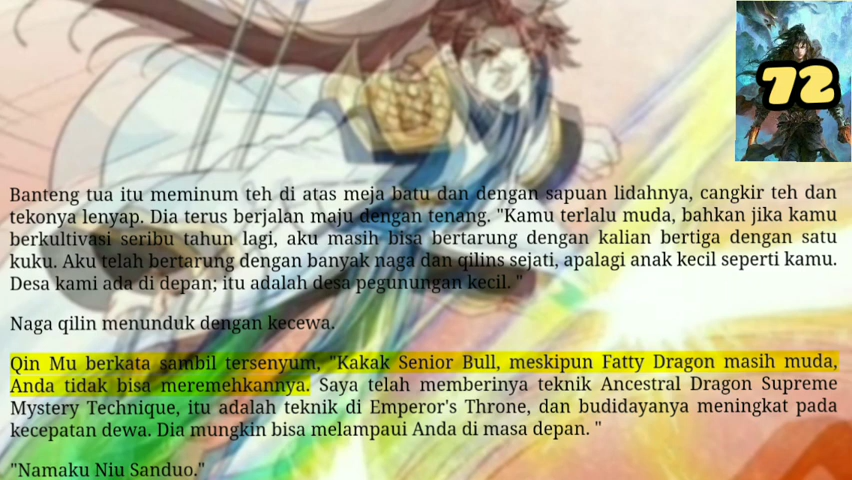 72
Banteng tua itu meminum teh di atas meja batu dan dengan sapuan lidahnya, cangkir teh dan
tekonya lenyap. Dia terus berjalan maju dengan tenang. "Kamu terlalu muda, bahkan jika kamu
berkultivasi seribu tahun lagi, aku masih bisa bertarung dengan kalian bertiga dengan satu
kuku. Aku telah bertarung dengan banyak naga dan qilins sejati, apalagi anak kecil seperti kamu.
Desa kami ada di depan; itu adalah desa pegunungan kecil. "
Naga qilin menunduk dengan kecewa.
Qin Mu berkata sambil tersenyum, "Kakak Senior Bull, meskipun Fatty Dragon masih muda,
Anda tidak bisa meremehkannya. Saya telah memberinya teknik Ancestral Dragon Supreme
Mystery Technique, itu adalah teknik di Emperor's Throne, dan budidayanya meningkat pada
kecepatan dewa. Dia mungkin bisa melampaui Anda di masa depan. "
"Namaku Niu Sanduo."